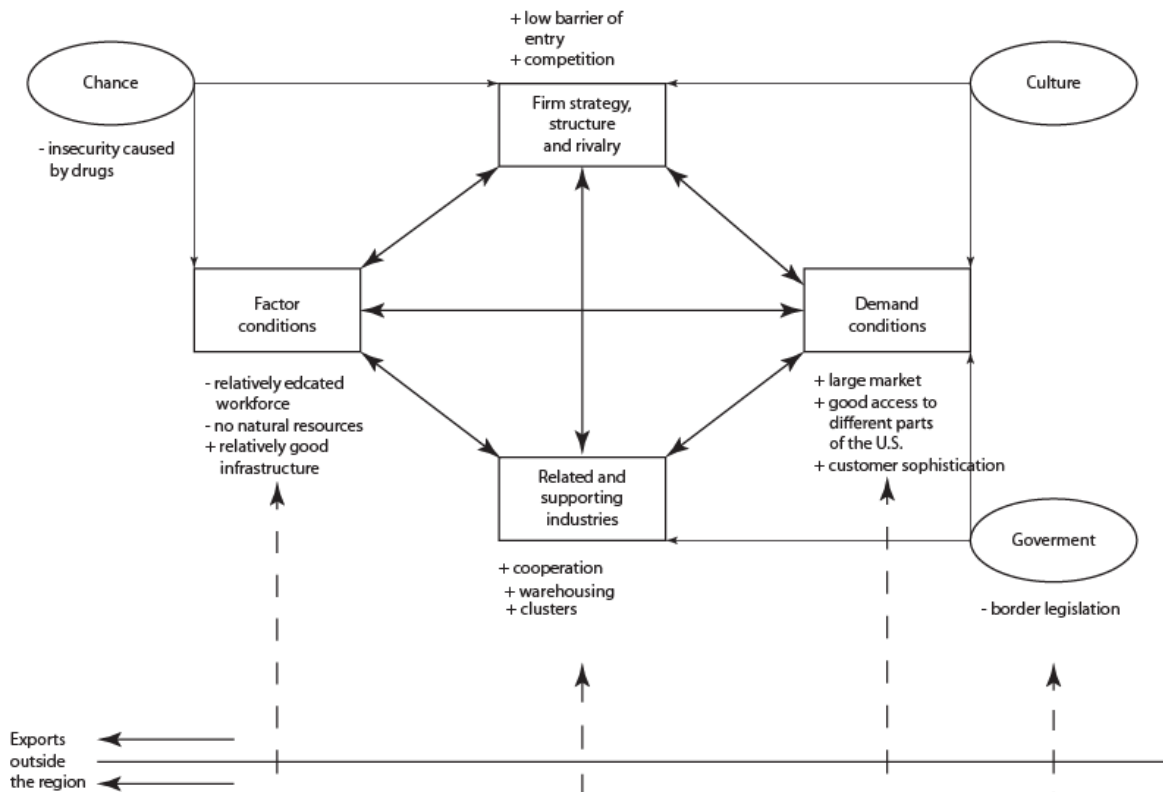 + low barrier of
entry
+ competition
Chance
Culture
Firm strategy,
structure
and rivalry
- insecurity caused
by drugs
Factor
conditions
Demand
conditions
- relatively edcated
workforce
- no natural resources
+ relatively good
infrastructure
+ large market
+ good access to
different parts
of the U.S.
+ customer sophistication
Related and
supporting
industries
Goverment
+ cooperation
+ warehousing
+ clusters
- border legislation
Exports
outside
the region